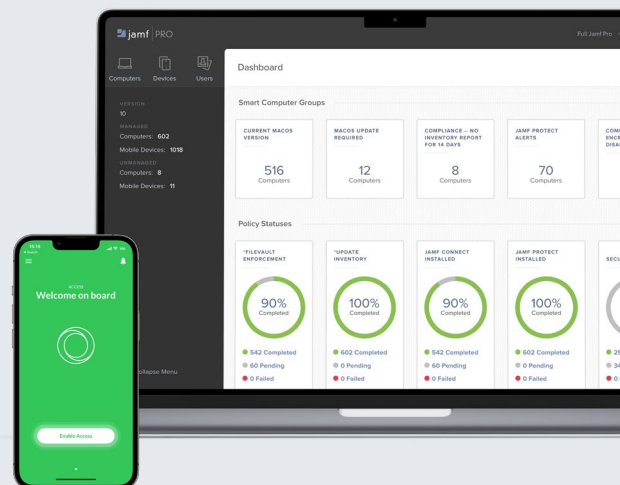 jamf PRO
Full Jamf Pro
Computers Devices Users
Dashboard
VERSION
10
MANAGED
Computers: 602
Mobile Devices: 1018
UNMANAGED
Computers: 8
Mobile Devices: 11
Collapse Menu
Smart Computer Groups
CURRENT MACOS
VERSION
516
Computers
MACOS UPDATE
REQUIRED
12
Computers
COMPLIANCE – NO
INVENTORY REPORT
FOR 14 DAYS
8
Computers
JAMF PROTECT
ALERTS
70
Computers
Policy Statuses
*FILEVAULT
ENFORCEMENT
90%
Completed
542 Completed
60 Pending
0 Failed
*UPDATE
INVENTORY
100%
Completed
602 Completed
0 Pending
0 Failed
JAMF CONNECT
INSTALLED
90%
Completed
542 Completed
60 Pending
0 Failed
JAMF PROTECT
INSTALLED
100%
Completed
602 Completed
0 Pending
0 Failed
10:16
ACCESS
Welcome on board
Enable Access